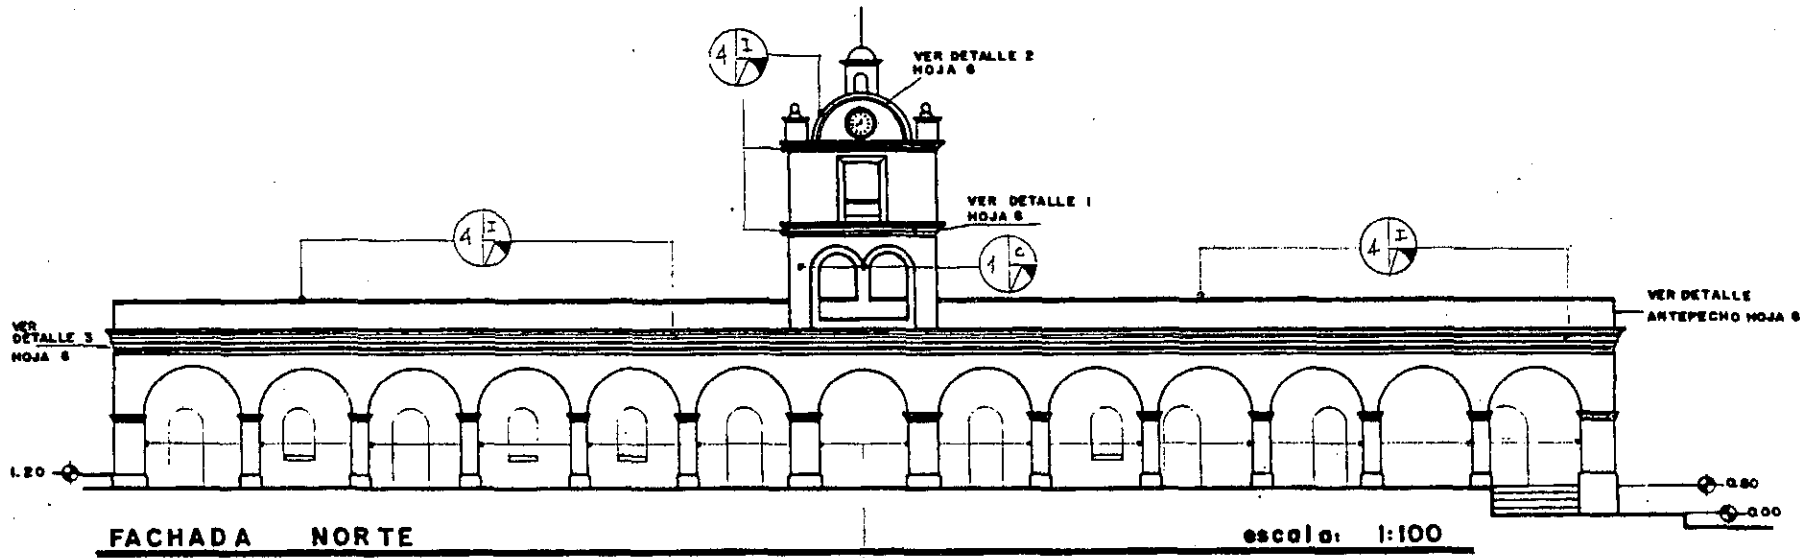 4 I
VER DETALLE 2
HOJA 6
VER DETALLE 1
HOJA 6
4 I
4 C
4 I
VER DETALLE
ANTEPECHO HOJA 6
VER
DETALLE 3
HOJA 6
1.20
0.80
0.00
FACHADA NORTE
escala: 1:100